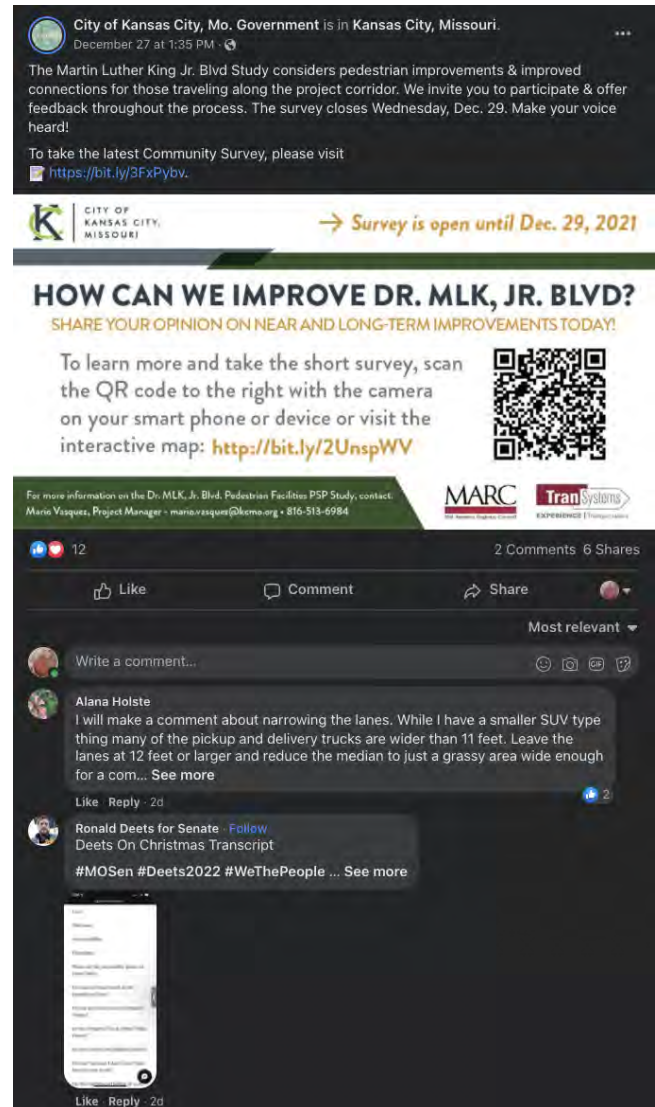 City of Kansas City, Mo. Government is in Kansas City, Missouri.
December 27 at 1:35 PM ·
The Martin Luther King Jr. Blvd Study considers pedestrian improvements & improved
connections for those traveling along the project corridor. We invite you to participate & offer
feedback throughout the process. The survey closes Wednesday, Dec. 29. Make your voice
heard!
To take the latest Community Survey, please visit
https://bit.ly/3FxPybv.
KC
CITY OF
KANSAS CITY,
MISSOURI
→ Survey is open until Dec. 29, 2021
HOW CAN WE IMPROVE DR. MLK, JR. BLVD?
SHARE YOUR OPINION ON NEAR AND LONG-TERM IMPROVEMENTS TODAY!
To learn more and take the short survey, scan
the QR code to the right with the camera
on your smart phone or device or visit the
interactive map: http://bit.ly/2UnspWV
For more information on the Dr. MLK, Jr. Blvd. Pedestrian Facilities PSP Study, contact:
Mario Vasquez, Project Manager - mario.vasquez@kcmo.org • 816-513-6984
MARC
TranSystems
EXPERIENCE | Transportation
12
2 Comments 6 Shares
Like
Comment
Share
Most relevant
Write a comment...
GIF
Alana Holste
I will make a comment about narrowing the lanes. While I have a smaller SUV type
thing many of the pickup and delivery trucks are wider than 11 feet. Leave the
lanes at 12 feet or larger and reduce the median to just a grassy area wide enough
for a com... See more
2
Like · Reply · 2d
Ronald Deets for Senate · Follow
Deets On Christmas Transcript
#MOSen #Deets2022 #WeThePeople ... See more
Like · Reply · 2d